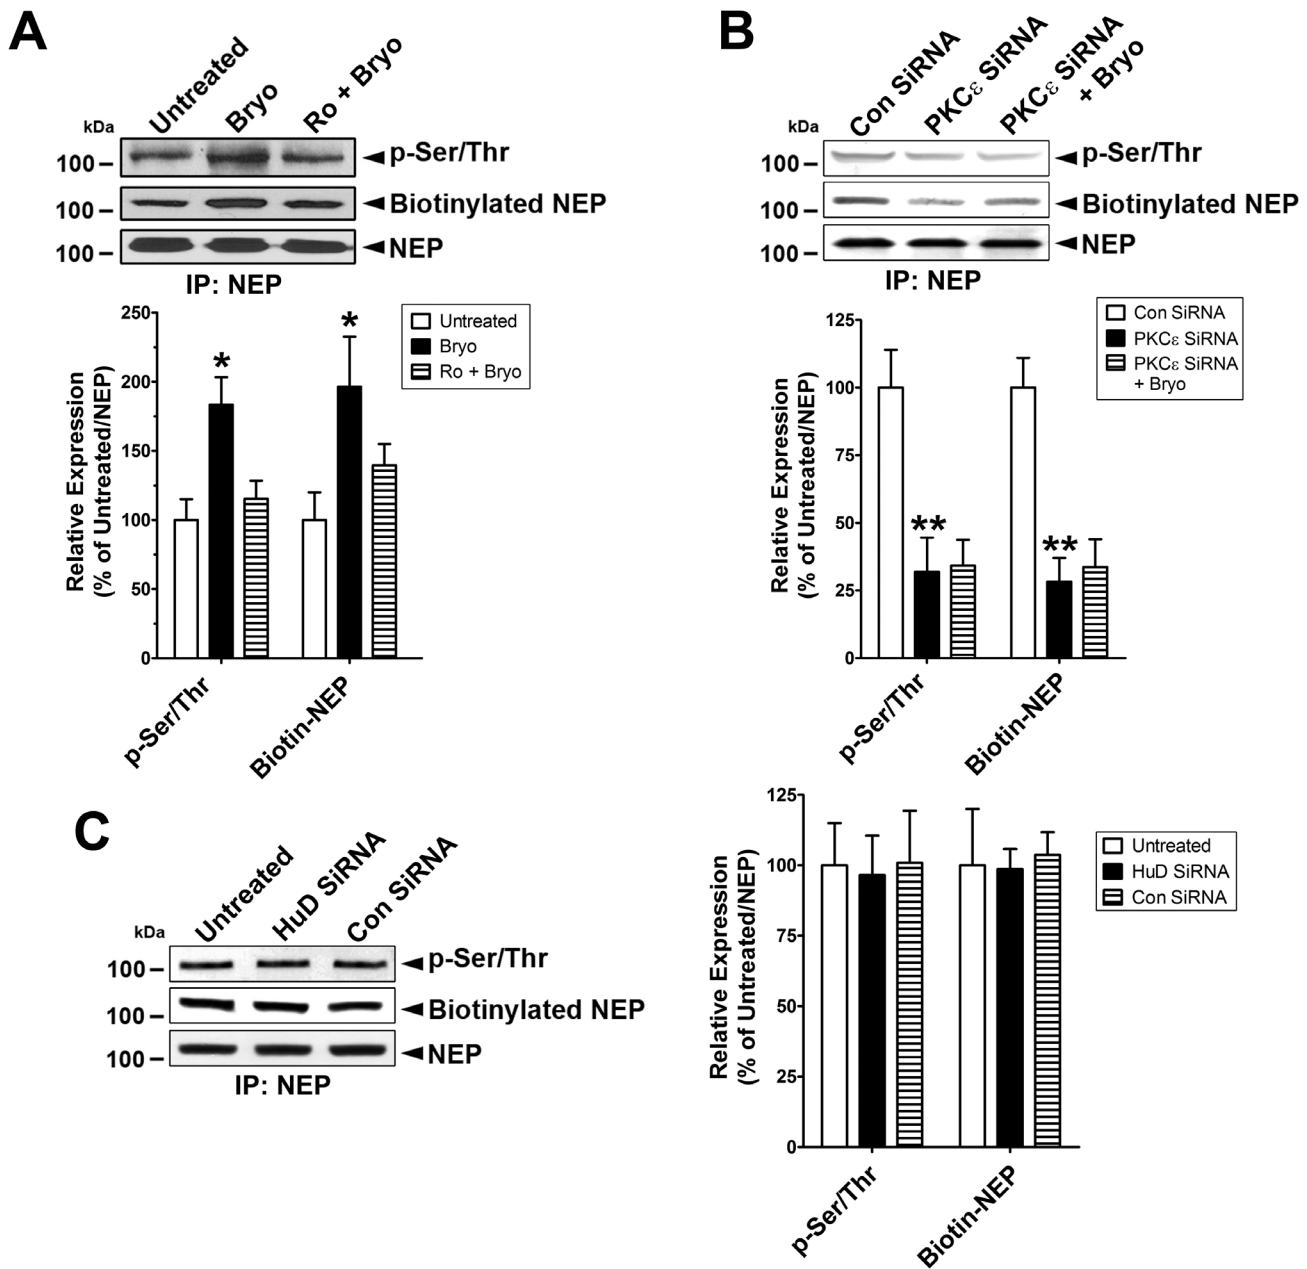 A
Untreated
Bryo
Ro + Bryo
kDa
100
p-Ser/Thr
100
Biotinylated NEP
100
NEP
IP: NEP
250
200
150
100
50
0
Relative Expression
(% of Untreated/NEP)
*
*
Untreated
Bryo
Ro + Bryo
p-Ser/Thr
Biotin-NEP
B
Con SiRNA
PKCε SiRNA
PKCε SiRNA
+ Bryo
kDa
100
p-Ser/Thr
100
Biotinylated NEP
100
NEP
IP: NEP
125
100
75
50
25
0
Relative Expression
(% of Untreated/NEP)
**
**
Con SiRNA
PKCε SiRNA
PKCε SiRNA
+ Bryo
p-Ser/Thr
Biotin-NEP
C
Untreated
HuD SiRNA
Con SiRNA
kDa
100
p-Ser/Thr
100
Biotinylated NEP
100
NEP
IP: NEP
125
100
75
50
25
0
Relative Expression
(% of Untreated/NEP)
Untreated
HuD SiRNA
Con SiRNA
p-Ser/Thr
Biotin-NEP